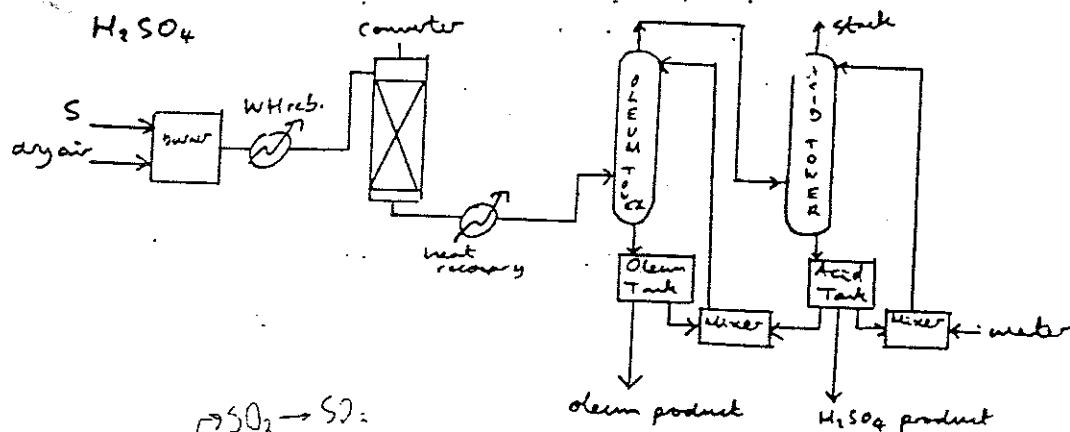 H₂SO₄
converter
stack
S
WH reb.
dry air
burner
OLEUM TOWER
ACID TOWER
heat
recovery
Oleum
Tank
Acid
Tank
Mixer
Mixer
water
oleum product
H₂SO₄ product
SO₂ → SO₃